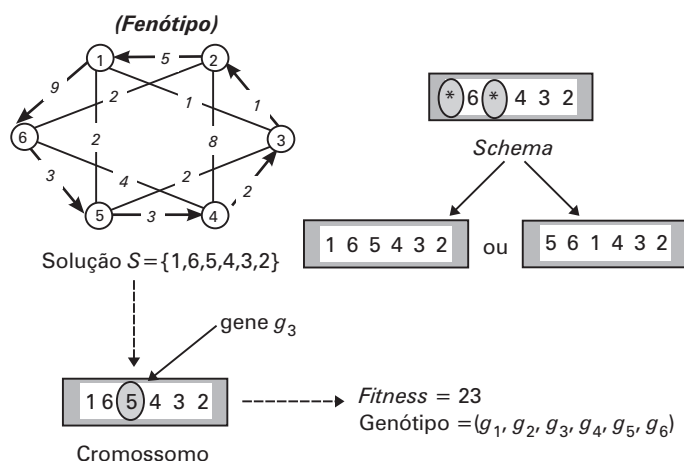 (Fenótipo)
1
5
2
9
2
1
1
6
2
8
3
3
4
2
2
5
3
4
Solução S={1,6,5,4,3,2}
* 6 * 4 3 2
Schema
1 6 5 4 3 2
ou
5 6 1 4 3 2
gene g3
1 6 5 4 3 2
Cromossomo
Fitness = 23
Genótipo =(g1, g2, g3, g4, g5, g6)